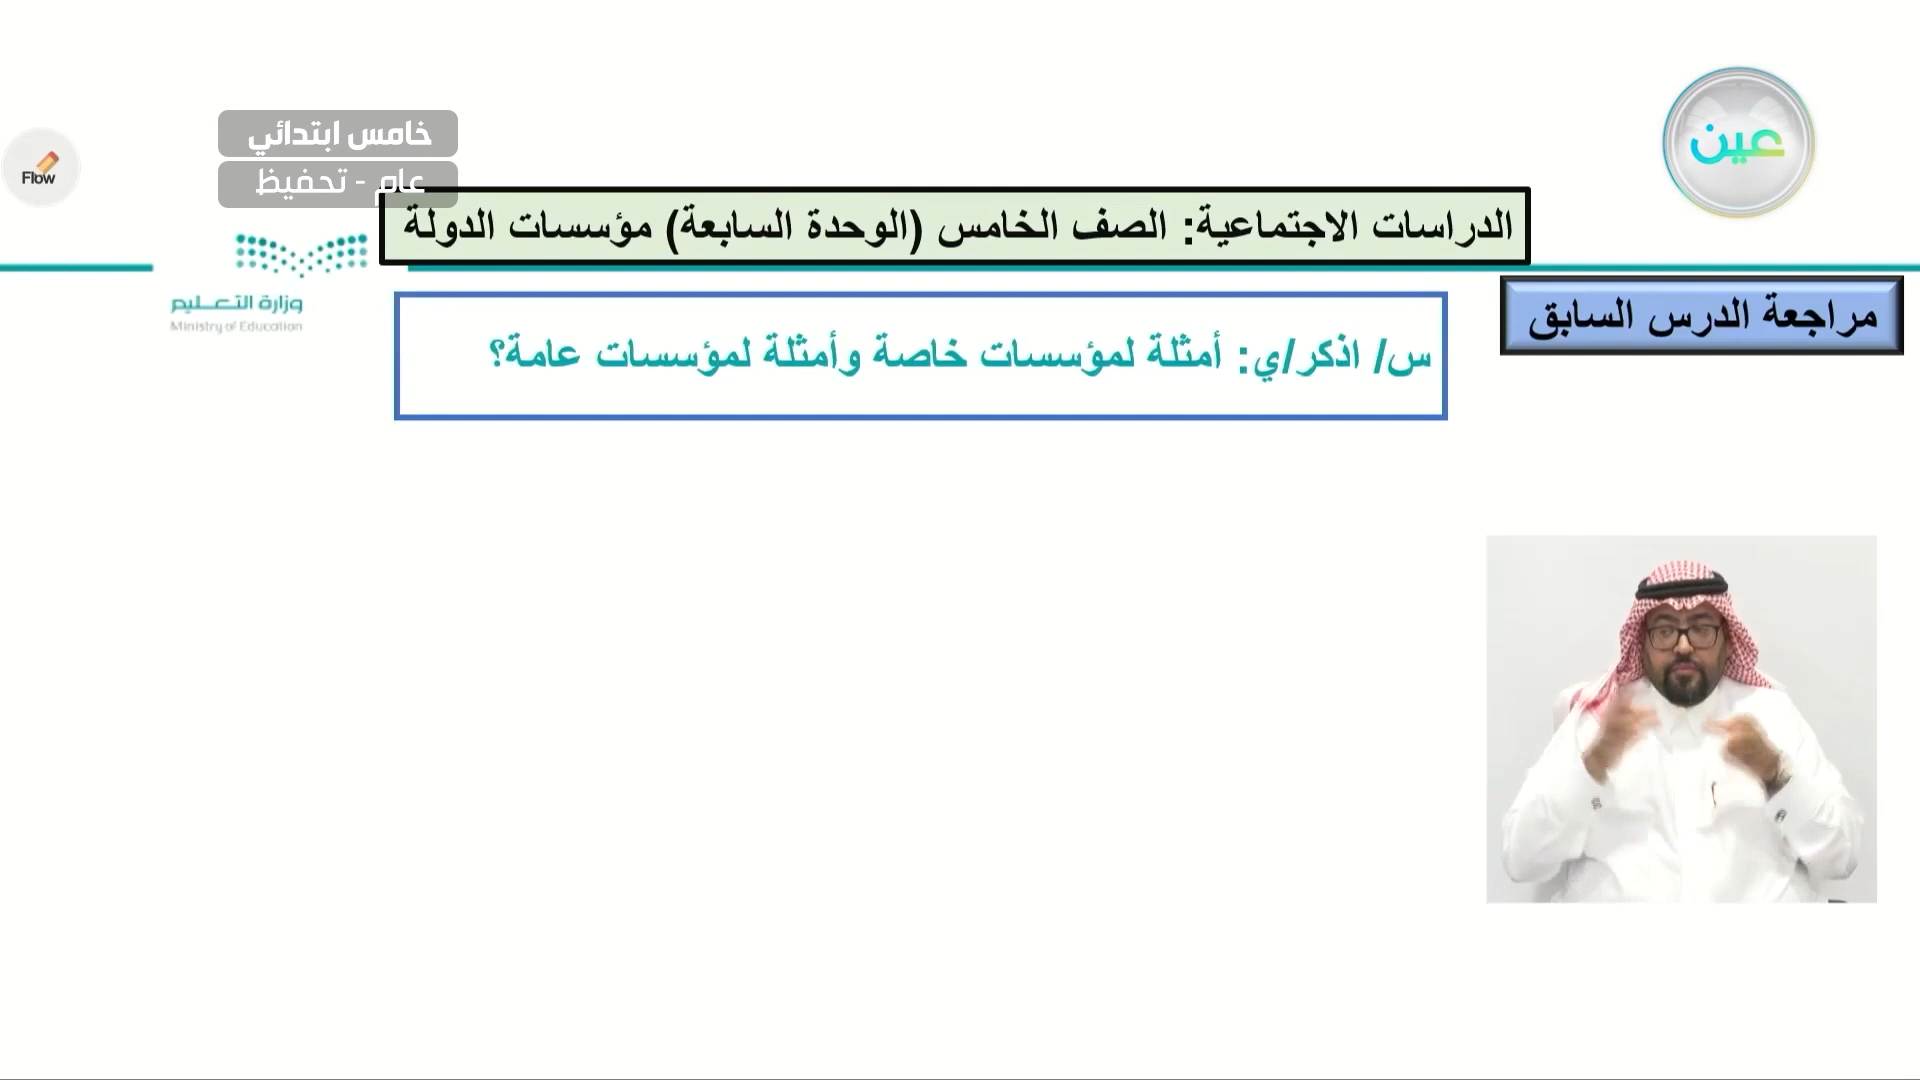 خامس ابتدائي
عام - تحفيظ
عين
Flow
الدراسات الاجتماعية: الصف الخامس (الوحدة السابعة) مؤسسات الدولة
وزارة التعليم
Ministry of Education
مراجعة الدرس السابق
س/ اذكر/ي: أمثلة لمؤسسات خاصة وأمثلة لمؤسسات عامة؟